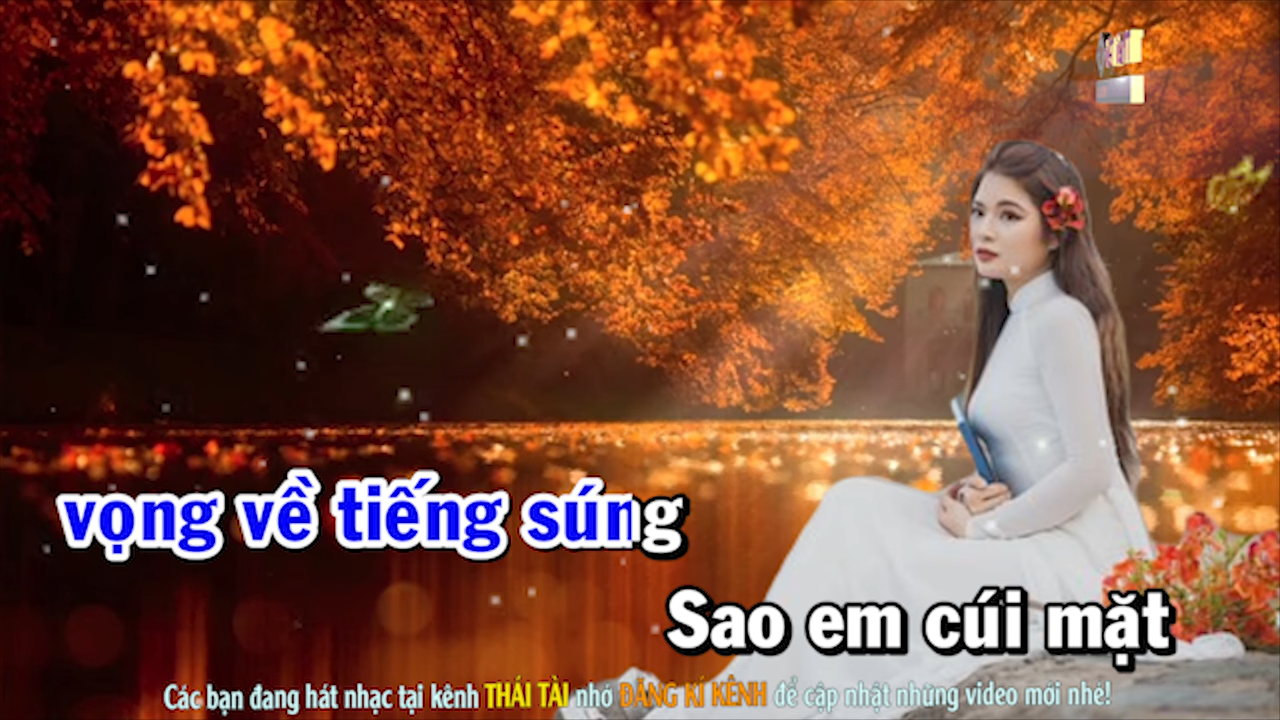 vọng về tiếng súng
Sao em cúi mặt
Các bạn đang hát nhạc tại kênh THÁI TÀI nhớ ĐĂNG KÍ KÊNH để cập nhật những video mới nhé!